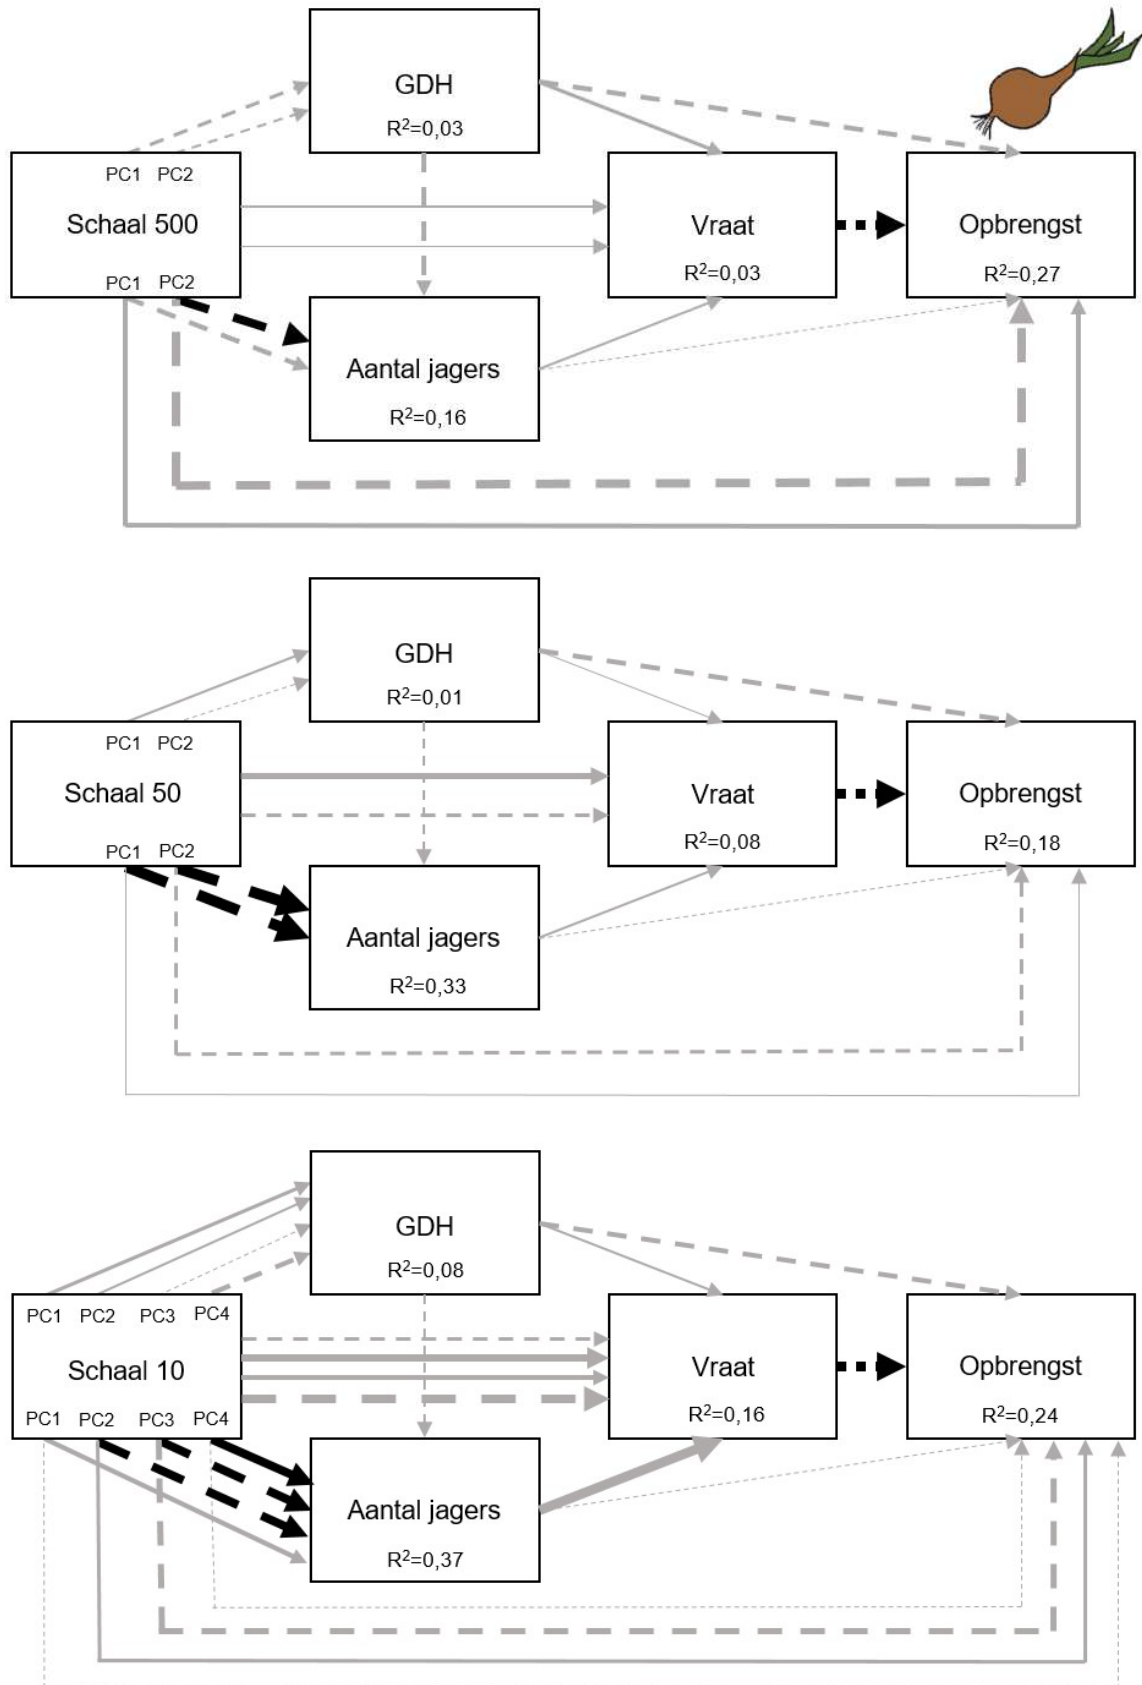 GDH
R²=0,03
PC1 PC2
Schaal 500
PC1 PC2
Vraat
R²=0,03
Opbrengst
R²=0,27
Aantal jagers
R²=0,16
GDH
R²=0,01
PC1 PC2
Schaal 50
PC1 PC2
Vraat
R²=0,08
Opbrengst
R²=0,18
Aantal jagers
R²=0,33
GDH
R²=0,08
PC1 PC2 PC3 PC4
Schaal 10
PC1 PC2 PC3 PC4
Vraat
R²=0,16
Opbrengst
R²=0,24
Aantal jagers
R²=0,37